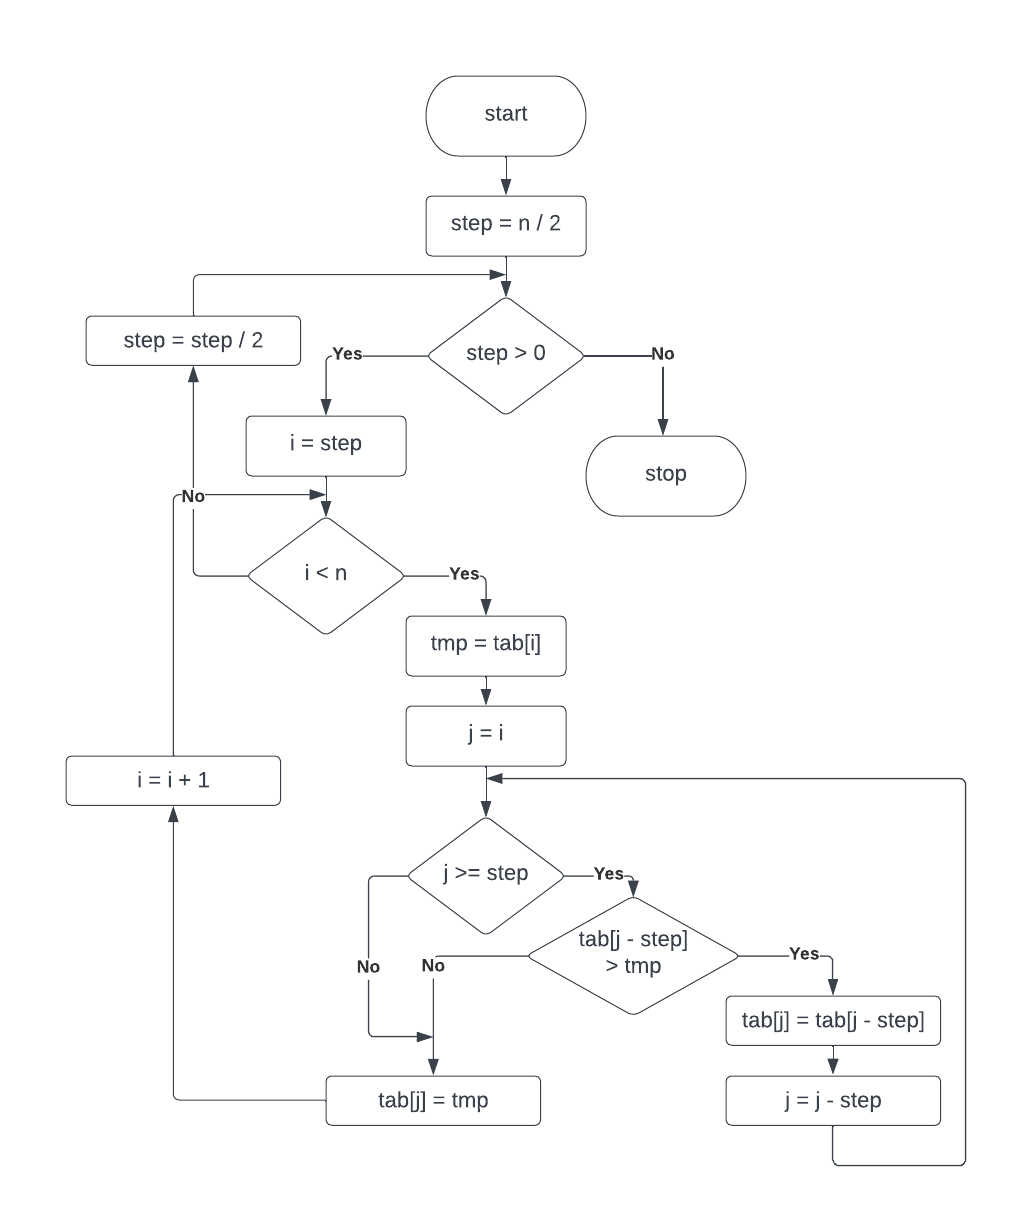 start
step = n / 2
step = step / 2
step > 0
Yes
No
i = step
stop
No
i < n
Yes
tmp = tab[i]
j = i
i = i + 1
j >= step
Yes
tab[j - step]
> tmp
No
No
Yes
tab[j] = tab[j - step]
tab[j] = tmp
j = j - step